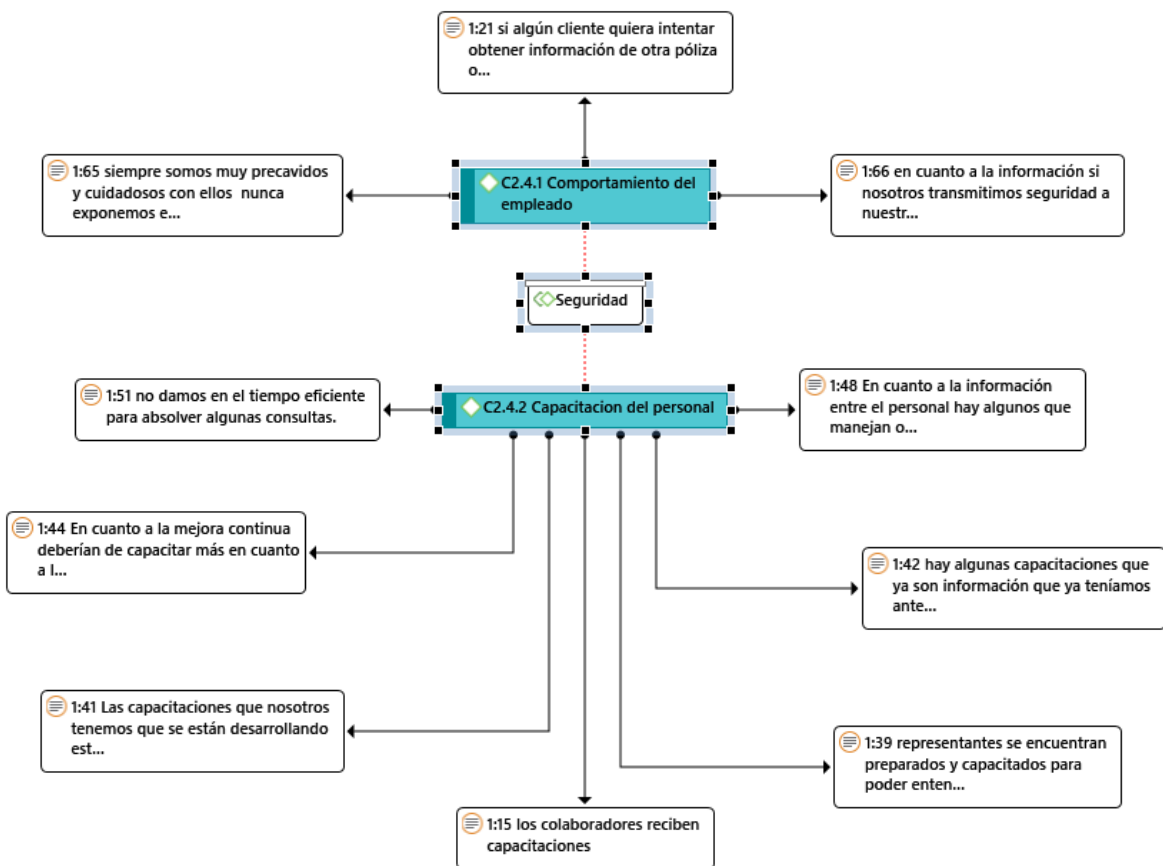 1:21 si algún cliente quiera intentar
obtener información de otra póliza
o...
1:65 siempre somos muy precavidos
y cuidadosos con ellos  nunca
exponemos e...
C2.4.1 Comportamiento del
empleado
1:66 en cuanto a la información si
nosotros transmitimos seguridad a
nuestr...
Seguridad
1:51 no damos en el tiempo eficiente
para absolver algunas consultas.
C2.4.2 Capacitacion del personal
1:48 En cuanto a la información
entre el personal hay algunos que
manejan o...
1:44 En cuanto a la mejora continua
deberían de capacitar más en cuanto
a l...
1:42 hay algunas capacitaciones que
ya son información que ya teníamos
ante...
1:41 Las capacitaciones que nosotros
tenemos que se están desarrollando
est...
1:39 representantes se encuentran
preparados y capacitados para
poder enten...
1:15 los colaboradores reciben
capacitaciones